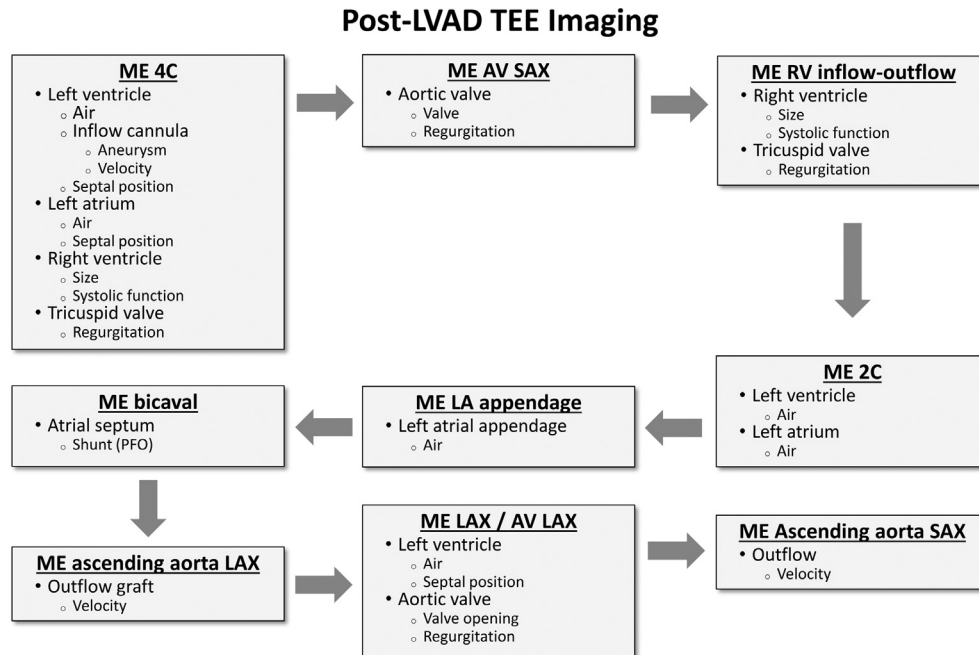 Post-LVAD TEE Imaging
ME 4C
• Left ventricle
○ Air
○ Inflow cannula
○ Aneurysm
○ Velocity
○ Septal position
• Left atrium
○ Air
○ Septal position
• Right ventricle
○ Size
○ Systolic function
• Tricuspid valve
○ Regurgitation
ME AV SAX
• Aortic valve
○ Valve
○ Regurgitation
ME RV inflow-outflow
• Right ventricle
○ Size
○ Systolic function
• Tricuspid valve
○ Regurgitation
ME 2C
• Left ventricle
○ Air
• Left atrium
○ Air
ME LA appendage
• Left atrial appendage
○ Air
ME bicaval
• Atrial septum
○ Shunt (PFO)
ME ascending aorta LAX
• Outflow graft
○ Velocity
ME LAX / AV LAX
• Left ventricle
○ Air
○ Septal position
• Aortic valve
○ Valve opening
○ Regurgitation
ME Ascending aorta SAX
• Outflow
○ Velocity